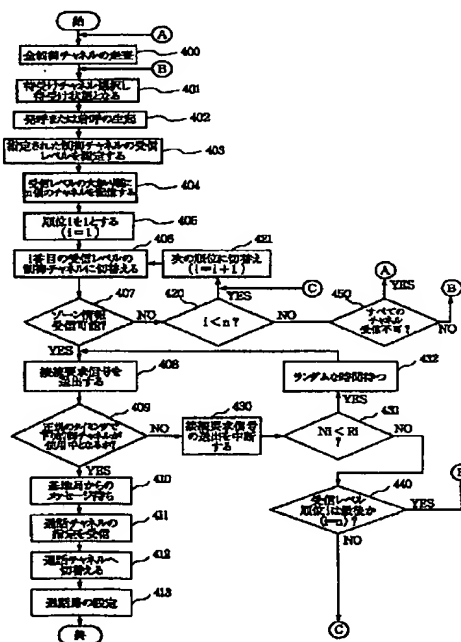 始
A
全制御チャネルの走査
400
B
待受けチャネル選択し
待受け状態となる
401
発呼または着呼の生起
402
指定された制御チャネルの受信
レベルを測定する
403
受信レベルの大きい順に
n個のチャネルを記憶する
404
順位iを1とする
(i=1)
405
406
i番目の受信レベルの
制御チャネルに切替える
421
次の順位に切替え
(i=i+1)
C
407
ゾーン情報
受信可能?
NO
YES
420
i<n?
YES
NO
450
すべての
チャネル
受信不可?
A
YES
B
NO
408
接続要求信号を
送出する
432
ランダムな時間待つ
YES
409
正規のタイミングで
下り制御チャネルが
使用中となるか?
NO
YES
430
接続要求信号
の送出を中断
する
431
Ni<Ri
?
NO
410
基地局からの
メッセージ待ち
411
通話チャネルの
指定を受信
412
通話チャネルへ
切替える
413
通話路の設定
終
440
受信レベル
順位iは最後か
(i=n)?
YES
NO
C